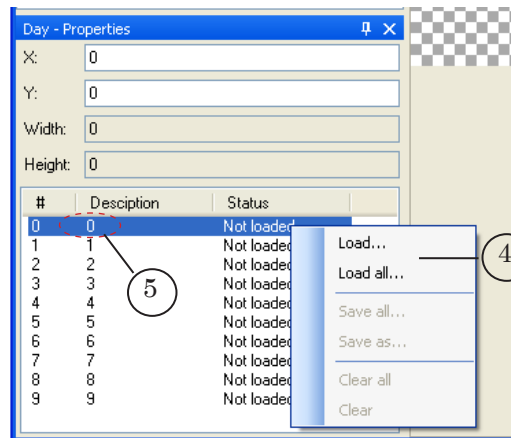 Day - Properties
X: 0
Y: 0
Width: 0
Height: 0
# Desciption Status
0 0 Not loaded
1 1 Not loaded
2 2 Not loaded
3 3 Not loaded
4 4 Not loaded
5 5 Not loaded
6 6 Not loaded
7 7 Not loaded
8 8 Not loaded
9 9 Not loaded
Load...
Load all...
Save all...
Save as...
Clear all
Clear
4
5